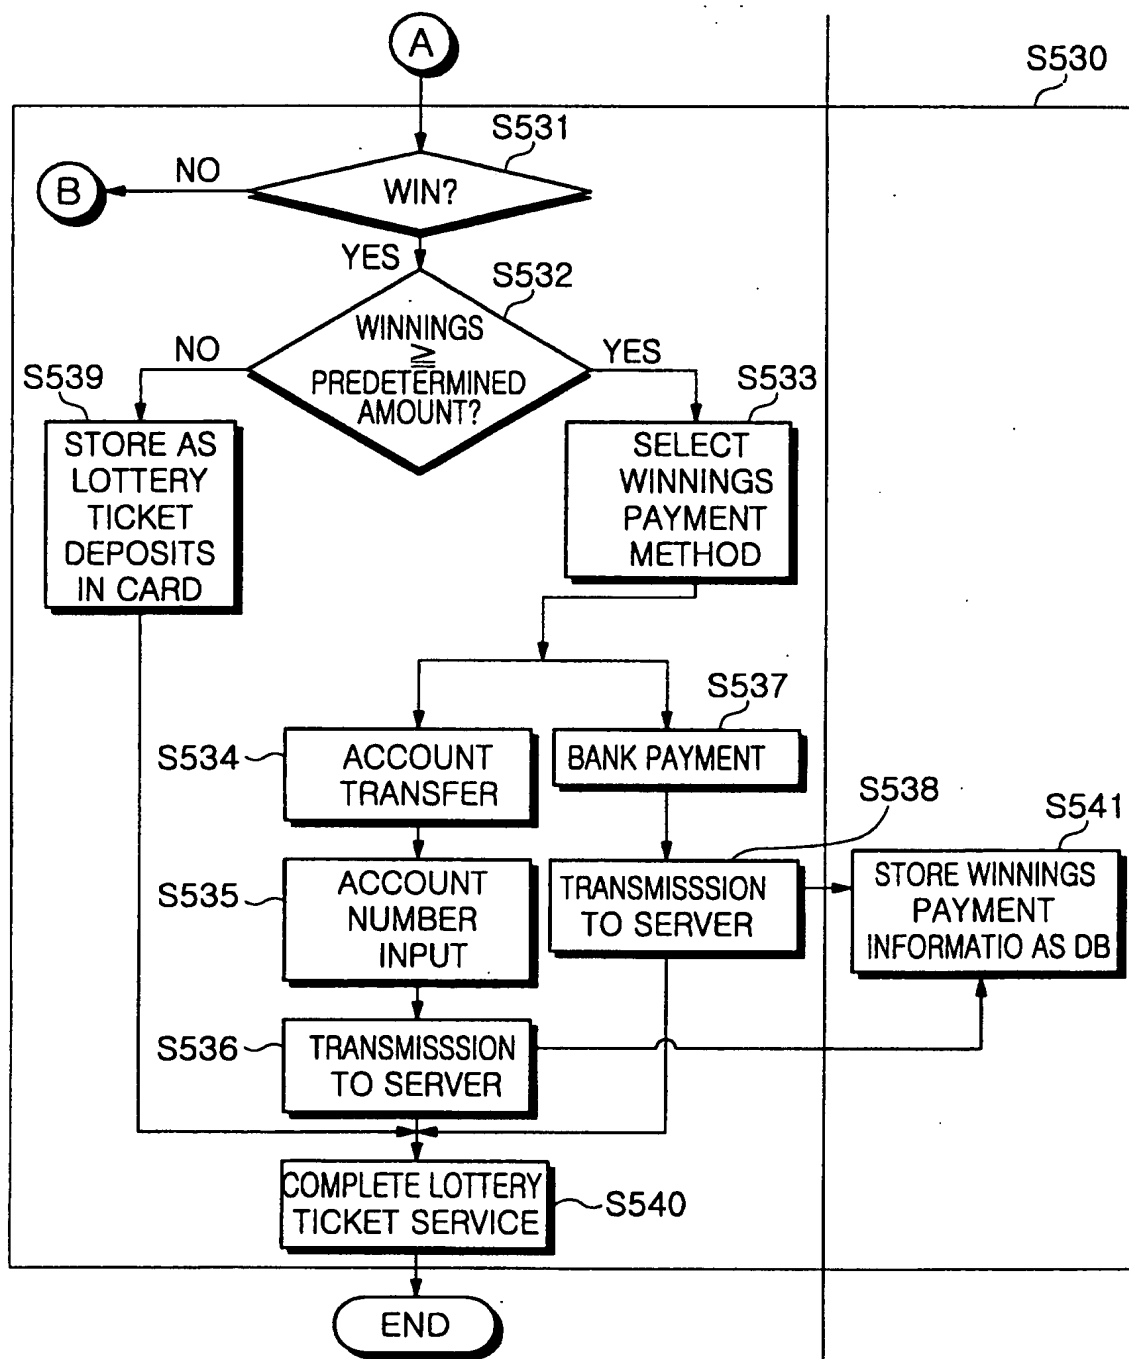 A
S530
S531
B
NO
WIN?
YES
S532
WINNINGS
≧
PREDETERMINED
AMOUNT?
NO
YES
S539
S533
STORE AS
LOTTERY
TICKET
DEPOSITS
IN CARD
SELECT
WINNINGS
PAYMENT
METHOD
S537
S534
ACCOUNT
TRANSFER
BANK PAYMENT
S538
S541
S535
ACCOUNT
NUMBER
INPUT
TRANSMISSSION
TO SERVER
STORE WINNINGS
PAYMENT
INFORMATIO AS DB
S536
TRANSMISSSION
TO SERVER
COMPLETE LOTTERY
TICKET SERVICE
S540
END